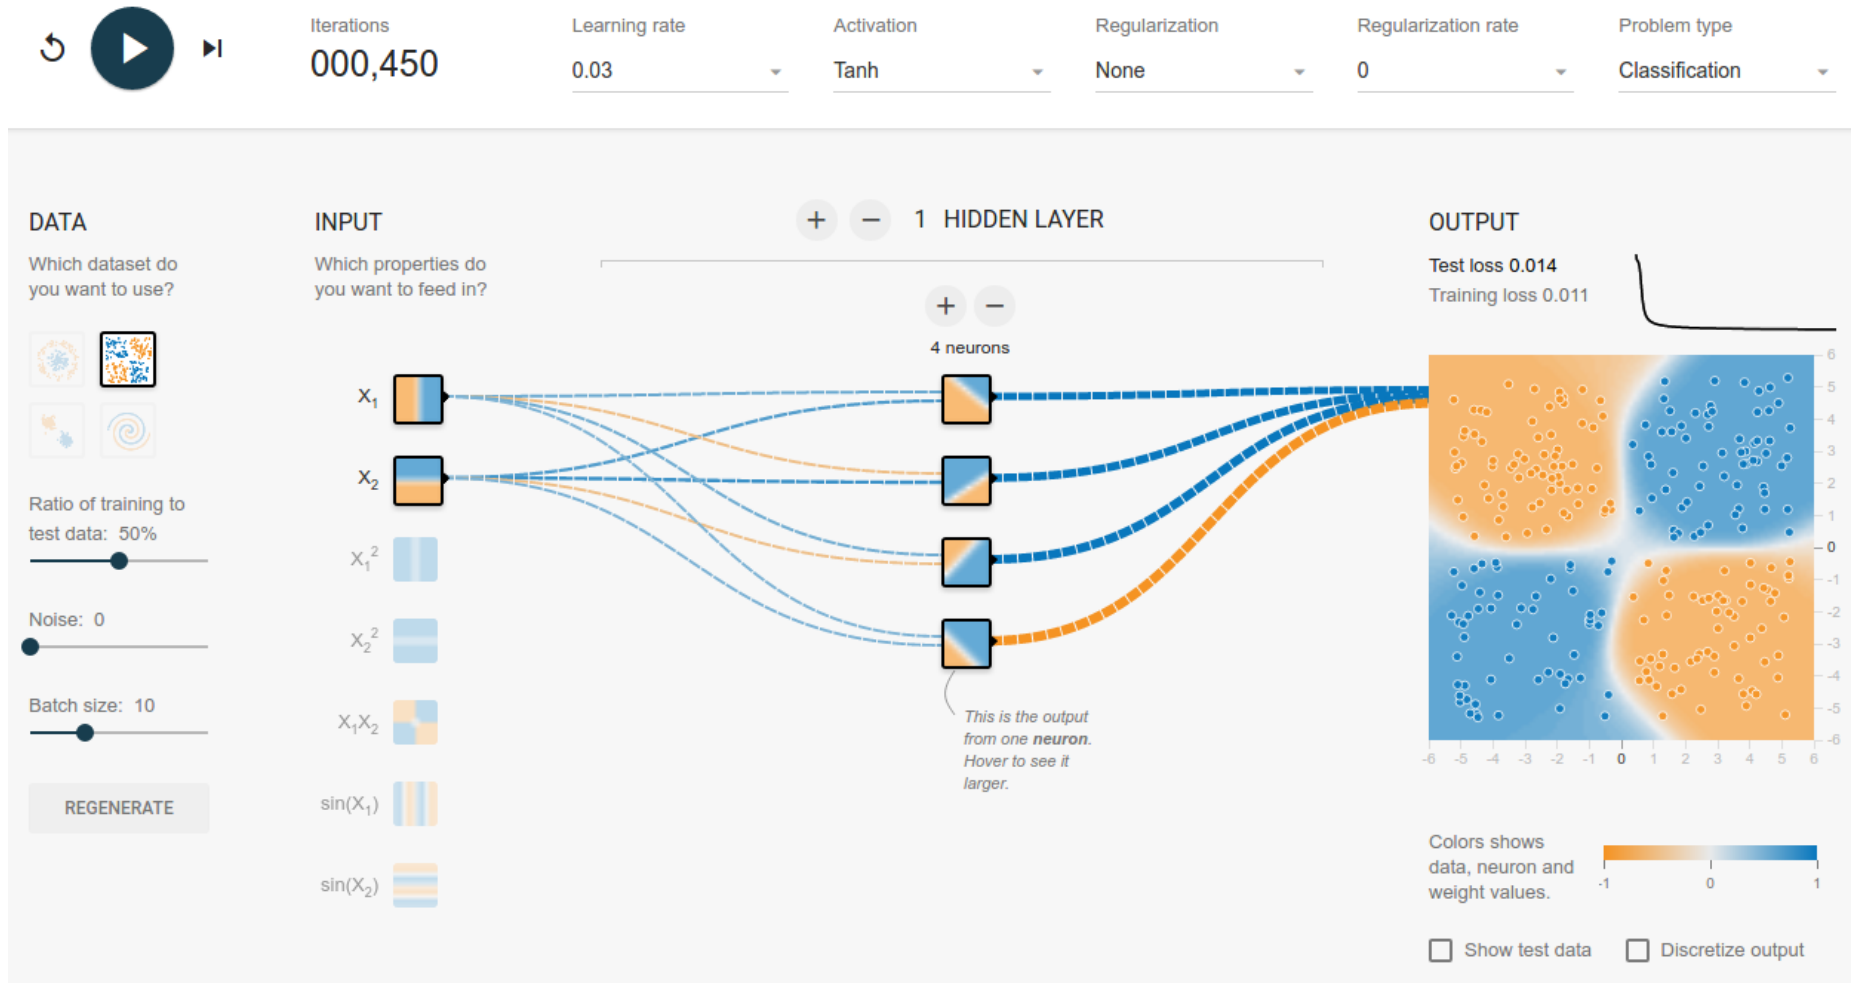 Iterations
000,450
Learning rate
0.03
Activation
Tanh
Regularization
None
Regularization rate
0
Problem type
Classification
DATA
Which dataset do
you want to use?
Ratio of training to
test data: 50%
Noise: 0
Batch size: 10
REGENERATE
INPUT
Which properties do
you want to feed in?
X₁
X₂
X₁²
X₂²
X₁X₂
sin(X₁)
sin(X₂)
+ − 1 HIDDEN LAYER
+ −
4 neurons
This is the output
from one neuron.
Hover to see it
larger.
OUTPUT
Test loss 0.014
Training loss 0.011
6
5
4
3
2
1
0
-1
-2
-3
-4
-5
-6
-6 -5 -4 -3 -2 -1 0 1 2 3 4 5 6
Colors shows
data, neuron and
weight values.
-1 0 1
Show test data
Discretize output